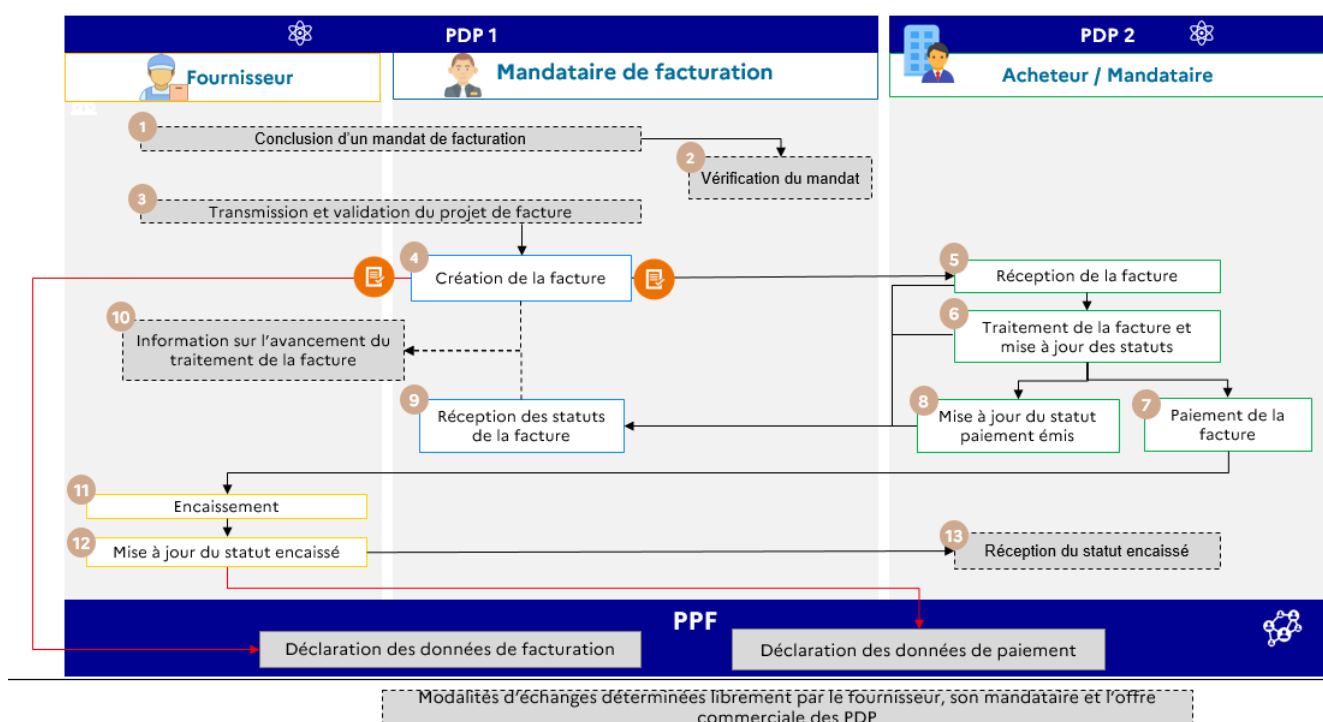 PDP 1
PDP 2
Fournisseur
Mandataire de facturation
Acheteur / Mandataire
1
Conclusion d'un mandat de facturation
2
Vérification du mandat
3
Transmission et validation du projet de facture
4
Création de la facture
5
Réception de la facture
10
Information sur l'avancement du
traitement de la facture
6
Traitement de la facture et
mise à jour des statuts
9
Réception des statuts
de la facture
8
Mise à jour du statut
paiement émis
7
Paiement de la
facture
11
Encaissement
12
Mise à jour du statut encaissé
13
Réception du statut encaissé
PPF
Déclaration des données de facturation
Déclaration des données de paiement
Modalités d'échanges déterminées librement par le fournisseur, son mandataire et l'offre
commerciale des PDP